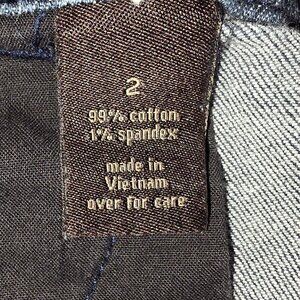 2
99% cotton
1% spandex
made in
Vietnam
over for care